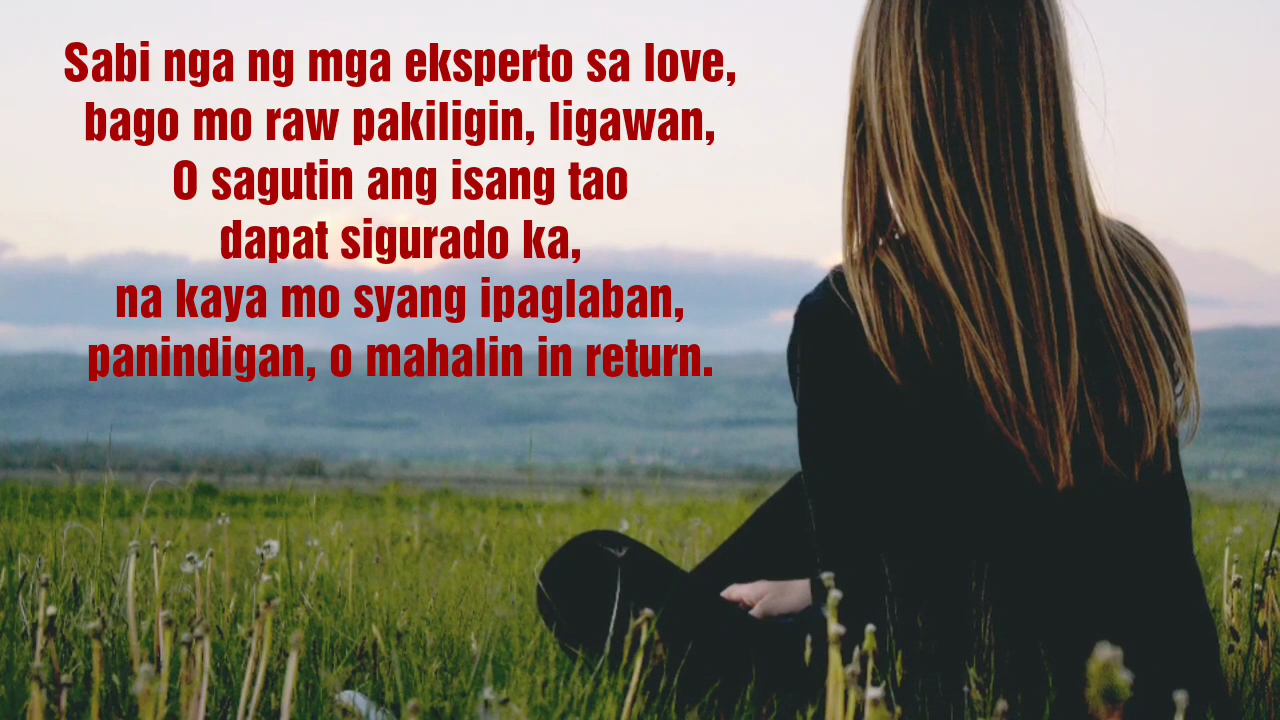 Sabi nga ng mga eksperto sa love,
bago mo raw pakiligin, ligawan,
O sagutin ang isang tao
dapat sigurado ka,
na kaya mo syang ipaglaban,
panindigan, o mahalin in return.